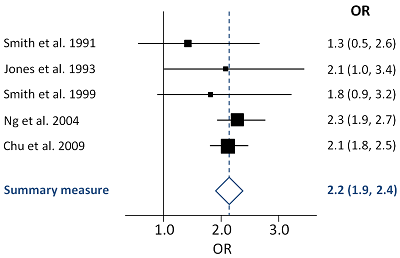 OR
Smith et al. 1991 1.3 (0.5, 2.6)
Jones et al. 1993 2.1 (1.0, 3.4)
Smith et al. 1999 1.8 (0.9, 3.2)
Ng et al. 2004 2.3 (1.9, 2.7)
Chu et al. 2009 2.1 (1.8, 2.5)
Summary measure 2.2 (1.9, 2.4)
1.0 2.0 3.0
OR